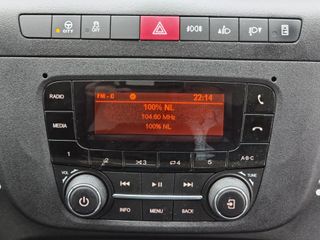 CITY
OFF
RADIO
FM - C
22:14
100% NL
104.60 MHz
100% NL
MEDIA
1
2
3
4
5
A-B-C
VOL
TUNE
INFO
MENU
BACK